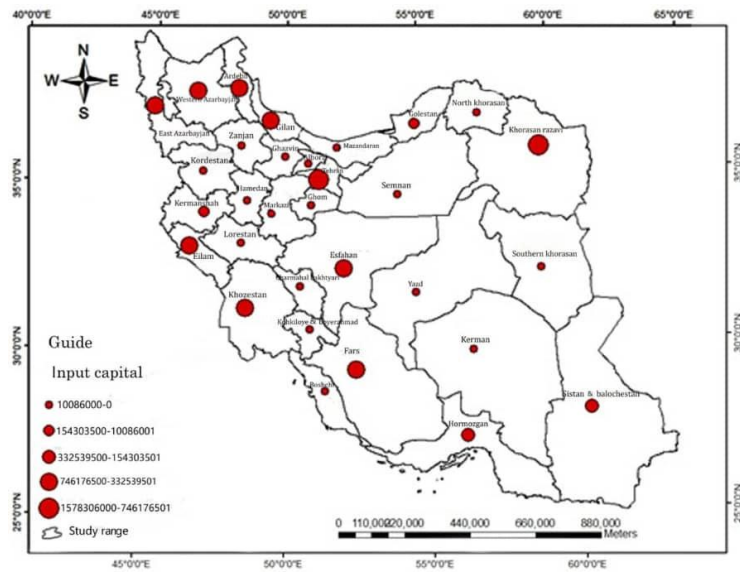 40°0'0"E 45°0'0"E 50°0'0"E 55°0'0"E 60°0'0"E 65°0'0"E
N
W E
S
35°0'0"N
30°0'0"N
25°0'0"N
35°0'0"N
30°0'0"N
25°0'0"N
Ardebil
Western Azarbayjan
East Azarbayjan
Gilan
Zanjan
Ghazvin
Alborz
Mazandaran
Golestan
North khorasan
Khorasan razavi
Kordestan
Tehran
Hamedan
Ghom
Semnan
Kermanshah
Markazi
Lorestan
Eilam
Esfahan
Southern khorasan
Charmahal bakhtyari
Yazd
Khozestan
Kohkiloye & boyerahmad
Fars
Kerman
Boshehr
Sistan & balochestan
Hormozgan
Guide
Input capital
10086000-0
154303500-10086001
332539500-154303501
746176500-332539501
1578306000-746176501
Study range
0 110,000 220,000 440,000 660,000 880,000
Meters
45°0'0"E 50°0'0"E 55°0'0"E 60°0'0"E